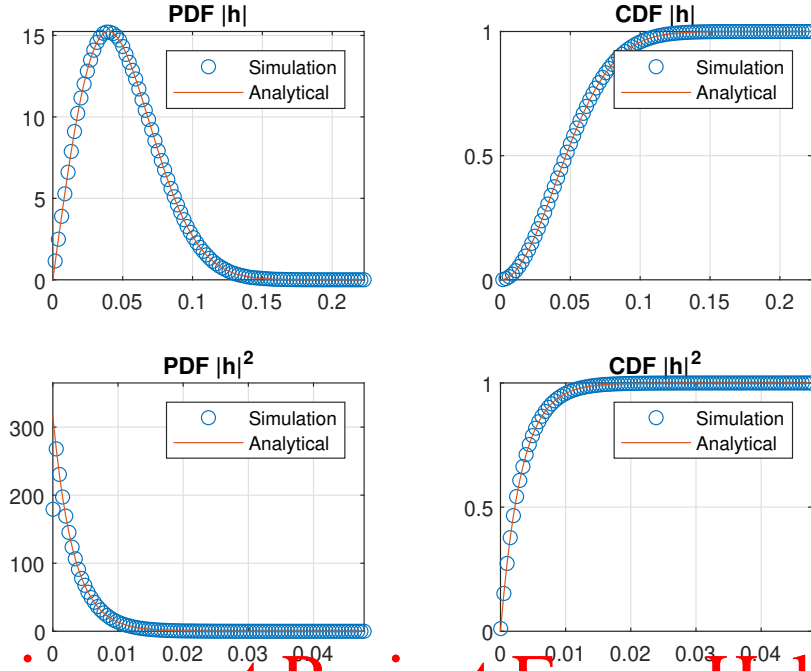 PDF |h|
15
10
5
0
0 0.05 0.1 0.15 0.2
Simulation
Analytical
CDF |h|
1
0.5
0
0 0.05 0.1 0.15 0.2
Simulation
Analytical
PDF |h|²
300
200
100
0
0 0.01 0.02 0.03 0.04
Simulation
Analytical
CDF |h|²
1
0.5
0
0 0.01 0.02 0.03 0.04
Simulation
Analytical